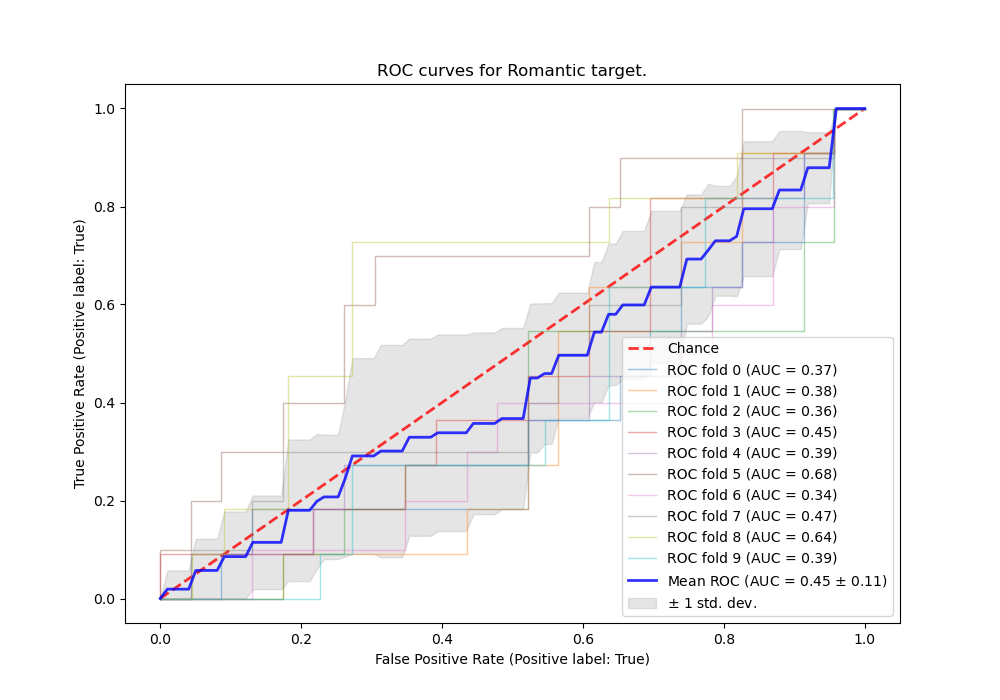 ROC curves for Romantic target.
True Positive Rate (Positive label: True)
1.0
0.8
0.6
0.4
0.2
0.0
0.0 0.2 0.4 0.6 0.8 1.0
False Positive Rate (Positive label: True)
Chance
ROC fold 0 (AUC = 0.37)
ROC fold 1 (AUC = 0.38)
ROC fold 2 (AUC = 0.36)
ROC fold 3 (AUC = 0.45)
ROC fold 4 (AUC = 0.39)
ROC fold 5 (AUC = 0.68)
ROC fold 6 (AUC = 0.34)
ROC fold 7 (AUC = 0.47)
ROC fold 8 (AUC = 0.64)
ROC fold 9 (AUC = 0.39)
Mean ROC (AUC = 0.45 ± 0.11)
± 1 std. dev.